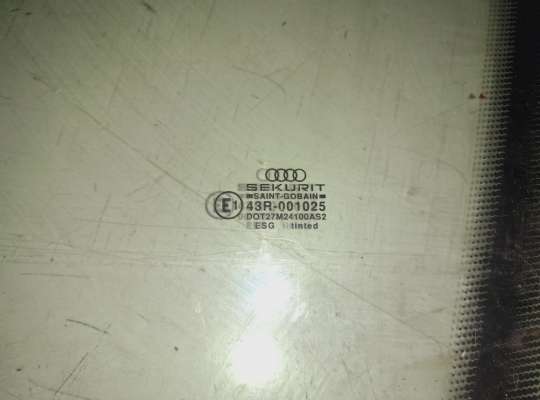 SEKURIT
SAINT-GOBAIN
E1 43R-001025
DOT27M24100AS2
ESG tinted